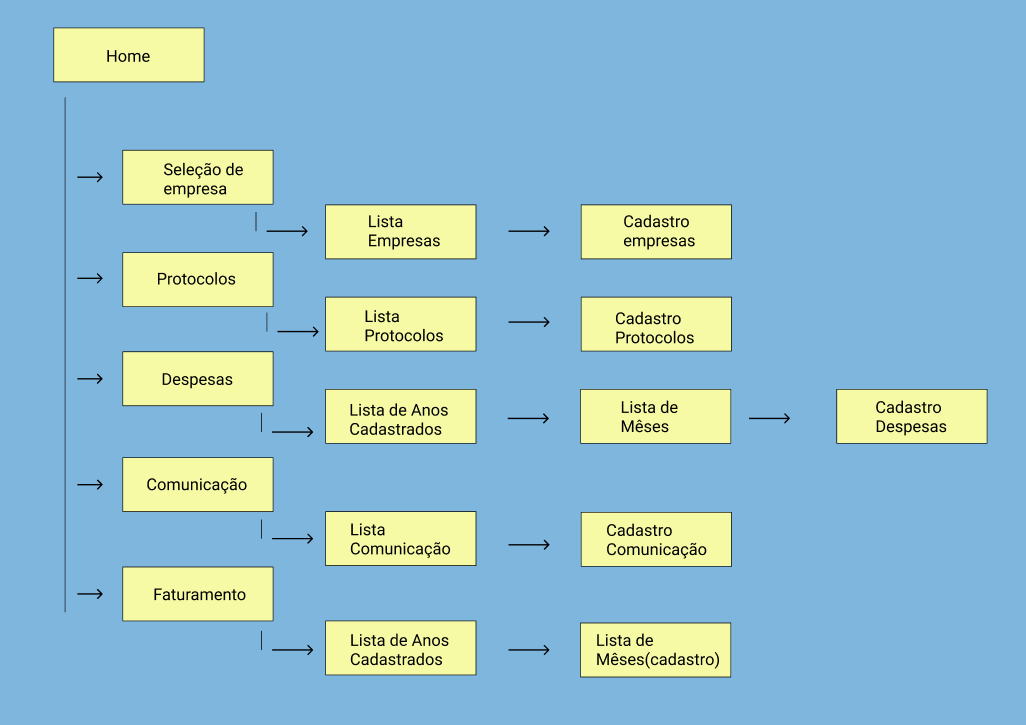 Home
Seleção de
empresa
Lista
Empresas
Cadastro
empresas
Protocolos
Lista
Protocolos
Cadastro
Protocolos
Despesas
Lista de Anos
Cadastrados
Lista de
Mêses
Cadastro
Despesas
Comunicação
Lista
Comunicação
Cadastro
Comunicação
Faturamento
Lista de Anos
Cadastrados
Lista de
Mêses(cadastro)